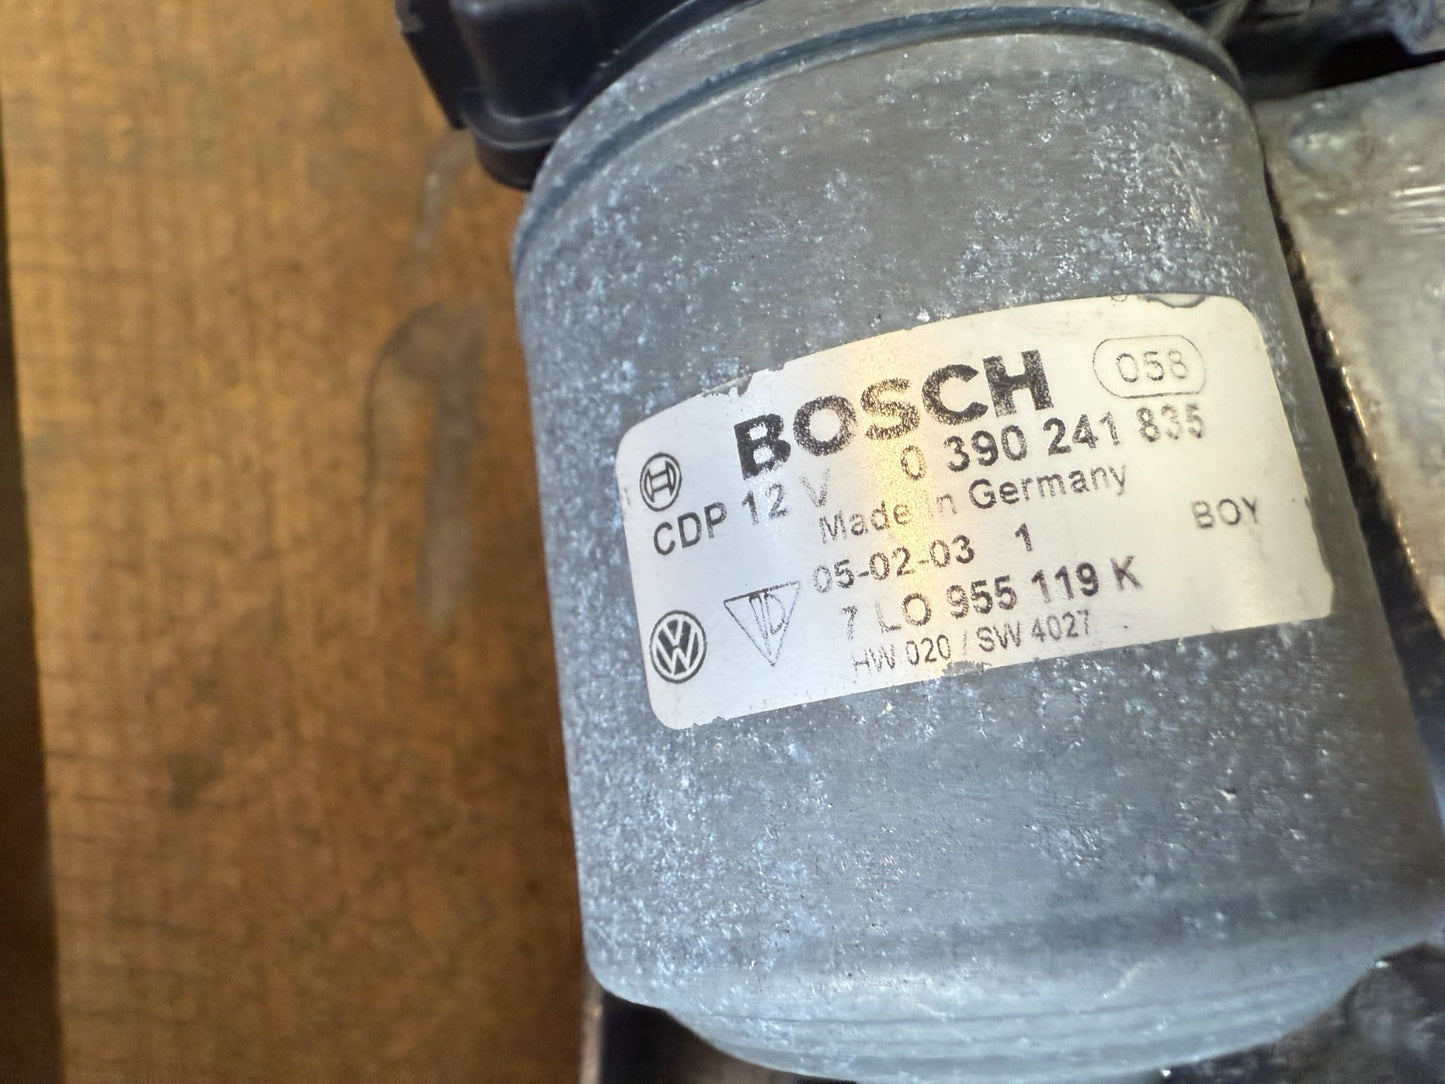 BOSCH 058
CDP 12 V 0 390 241 835
Made in Germany
05-02-03 1 BOY
7 LO 955 119 K
HW 020 / SW 4027